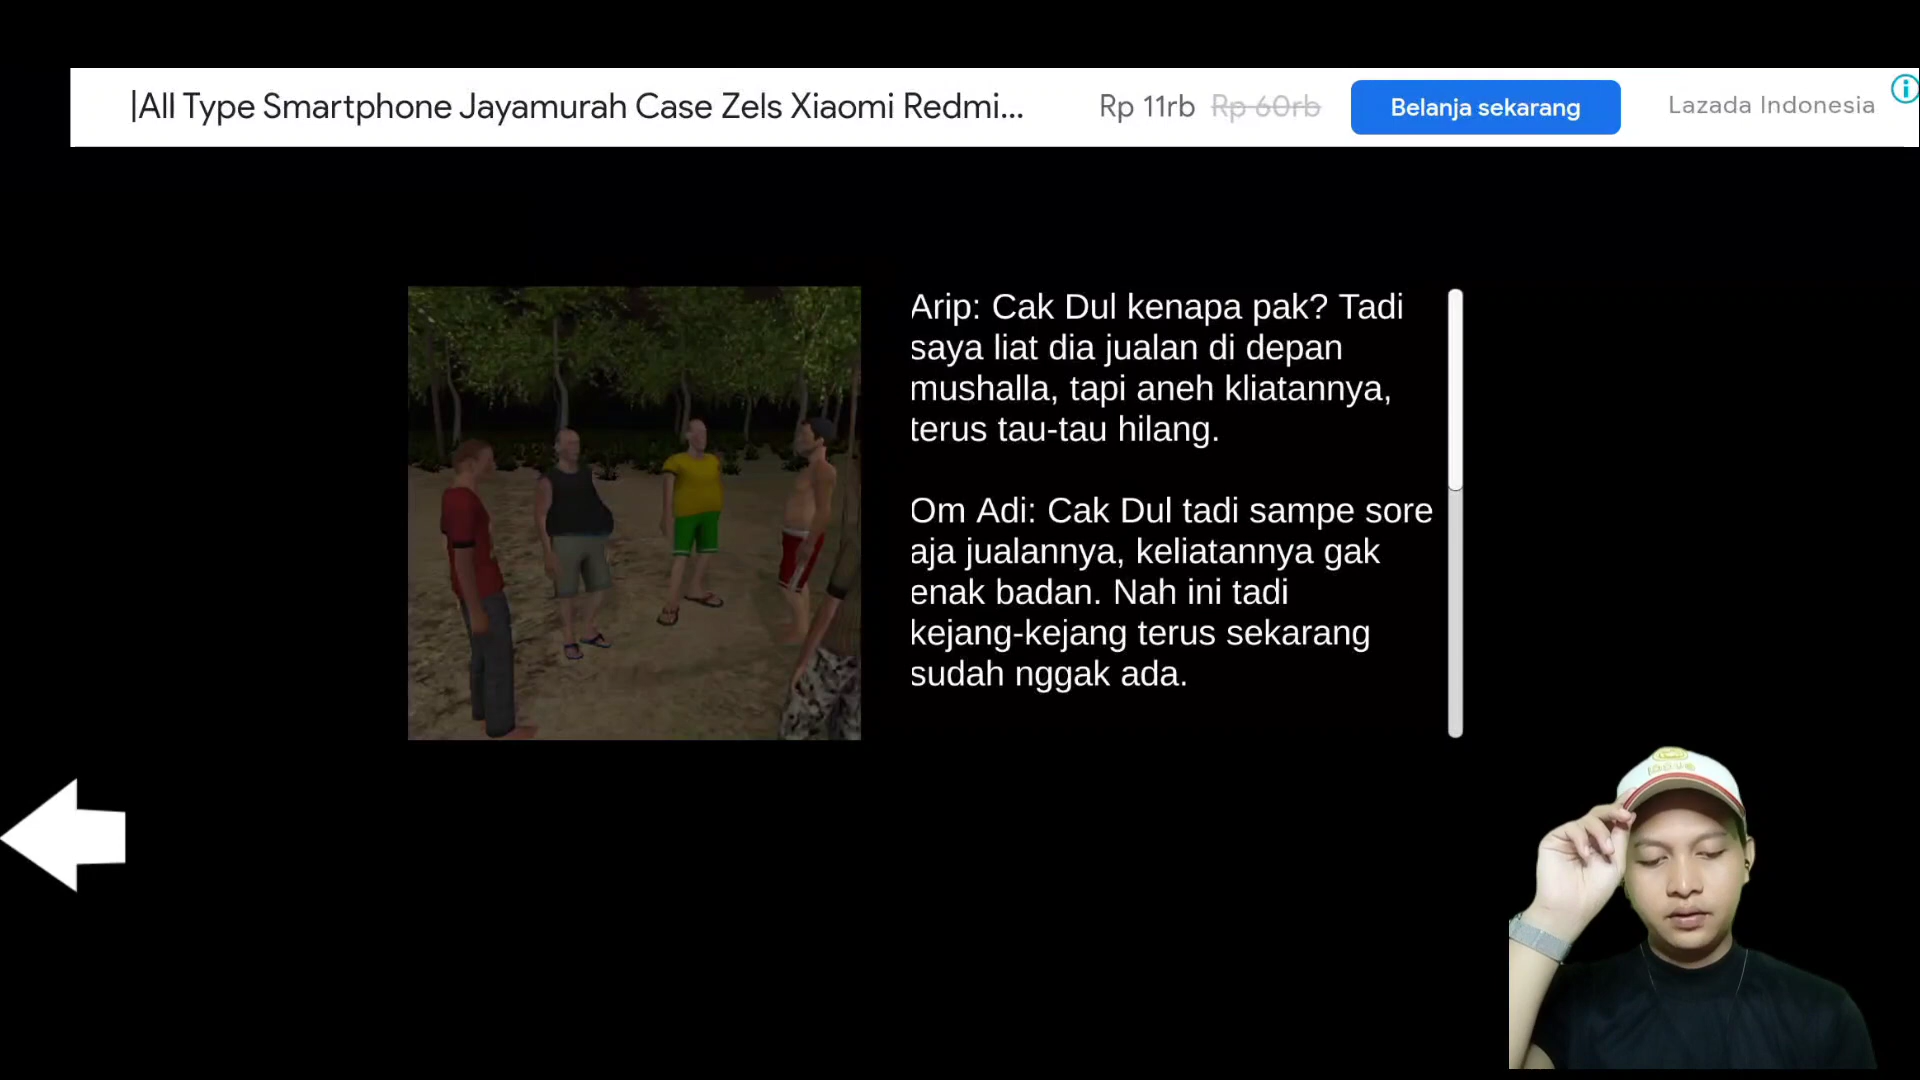 |All Type Smartphone Jayamurah Case Zels Xiaomi Redmi... Rp 11rb Rp 60rb Belanja sekarang Lazada Indonesia
Arip: Cak Dul kenapa pak? Tadi
saya liat dia jualan di depan
mushalla, tapi aneh kliatannya,
terus tau-tau hilang.
Om Adi: Cak Dul tadi sampe sore
aja jualannya, keliatannya gak
enak badan. Nah ini tadi
kejang-kejang terus sekarang
sudah nggak ada.